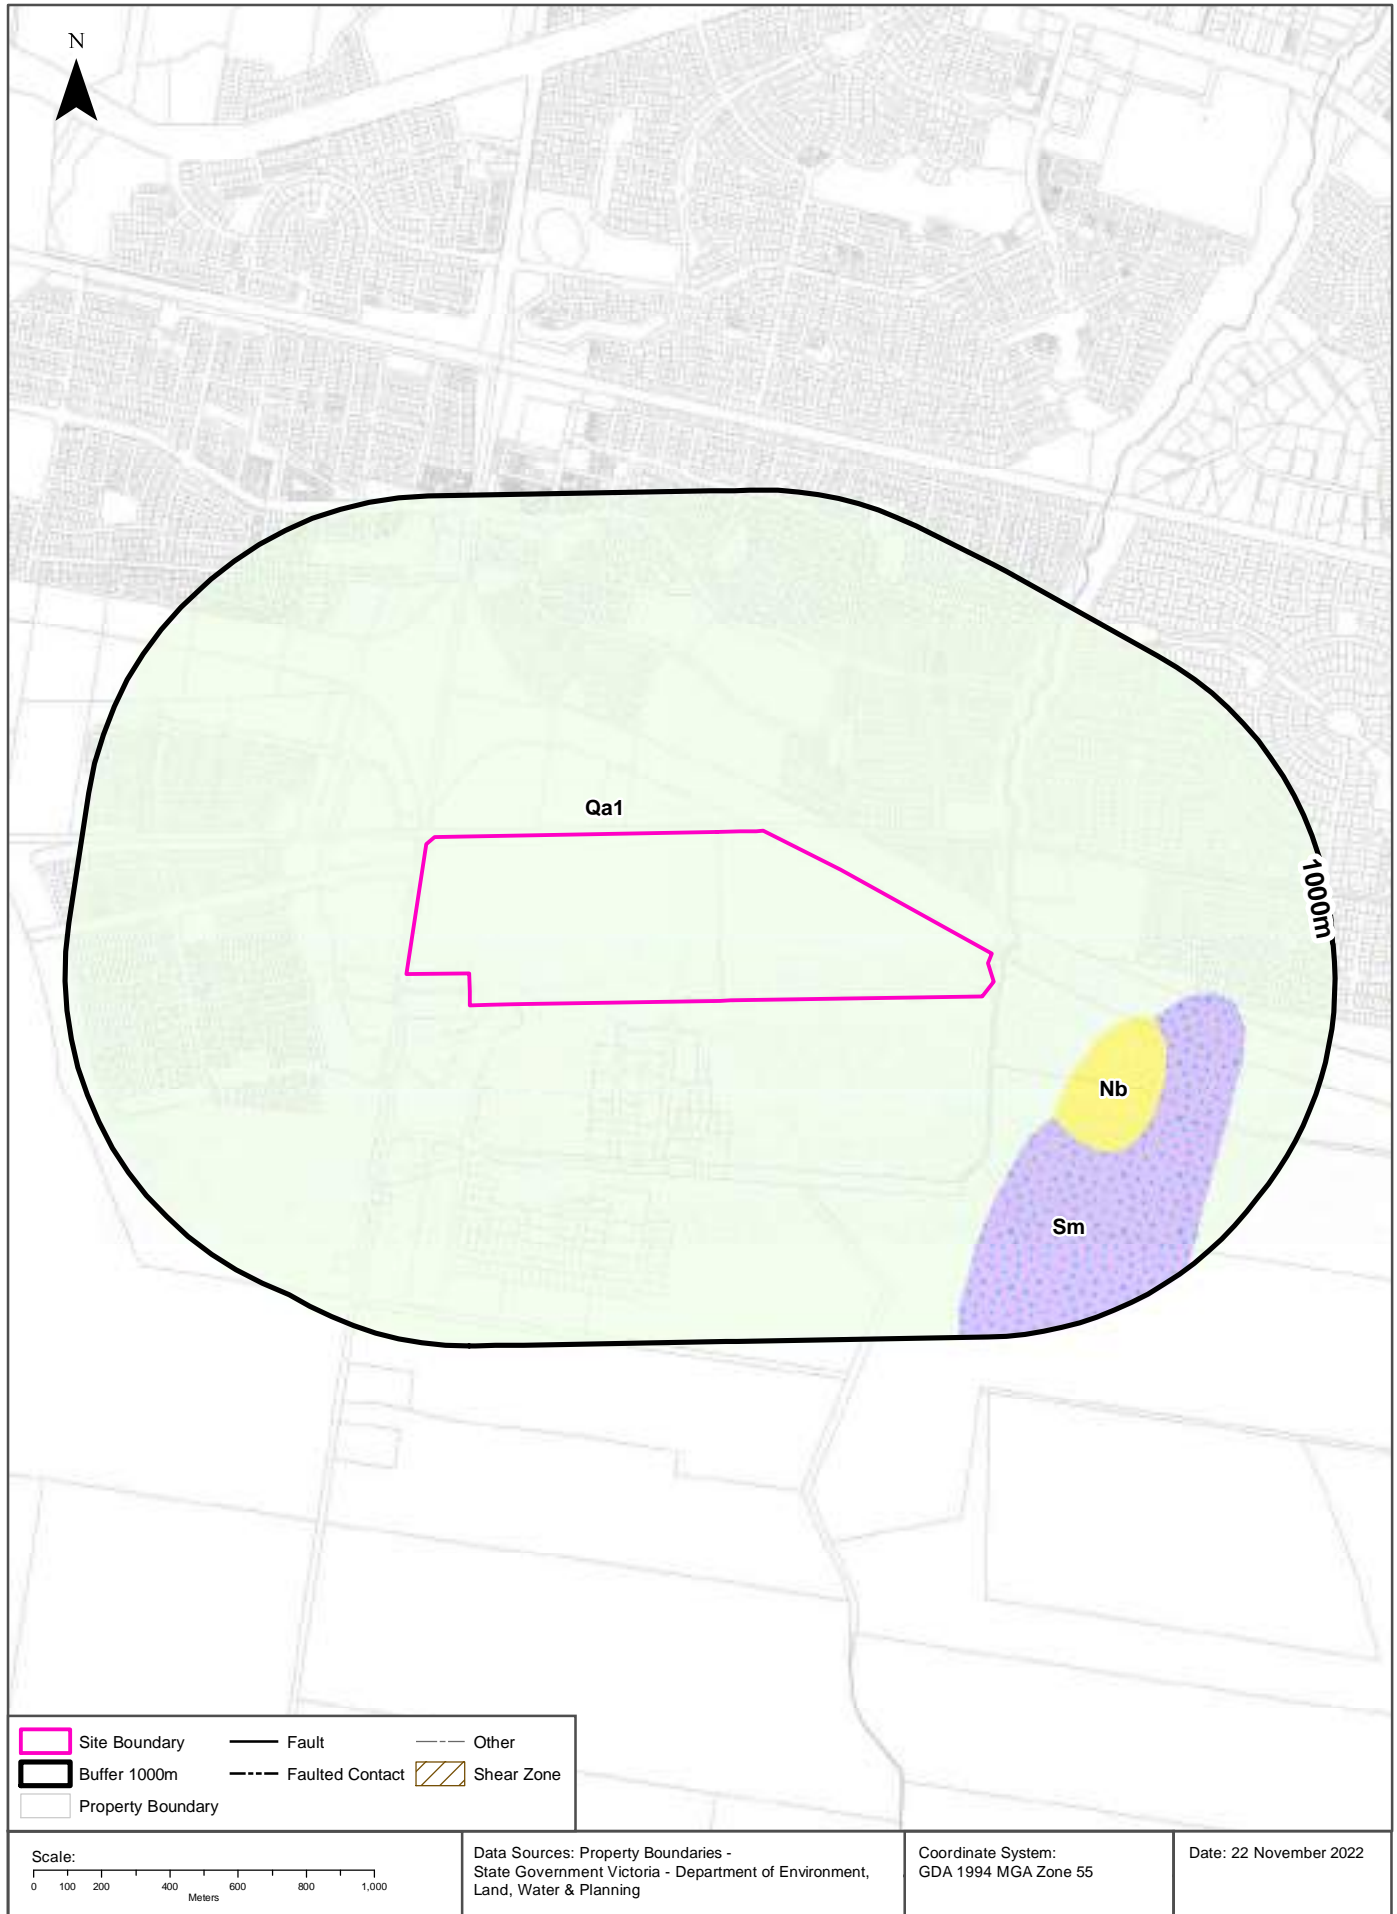 N
Qa1
1000m
Nb
Sm
Site Boundary
Fault
Other
Buffer 1000m
Faulted Contact
Shear Zone
Property Boundary
Scale:
0 100 200 400 600 800 1,000
Meters
Data Sources: Property Boundaries -
State Government Victoria - Department of Environment,
Land, Water & Planning
Coordinate System:
GDA 1994 MGA Zone 55
Date: 22 November 2022